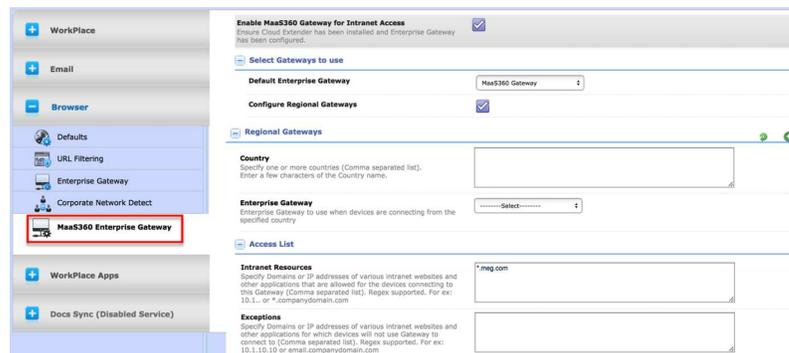 WorkPlace
Email
Browser
Defaults
URL Filtering
Enterprise Gateway
Corporate Network Detect
MaaS360 Enterprise Gateway
WorkPlace Apps
Docs Sync (Disabled Service)
Enable MaaS360 Gateway for Intranet Access
Ensure Cloud Extender has been installed and Enterprise Gateway
has been configured.
Select Gateways to use
Default Enterprise Gateway
MaaS360 Gateway
Configure Regional Gateways
Regional Gateways
Country
Specify one or more countries (Comma separated list).
Enter a few characters of the Country name.
Enterprise Gateway
Enterprise Gateway to use when devices are connecting from the
specified country
--------Select--------
Access List
Intranet Resources
Specify Domains or IP addresses of various intranet websites and
other applications that are allowed for the devices connecting to
this Gateway (Comma separated list). Regex supported. For ex:
10.1.. or *.companydomain.com
*.meg.com
Exceptions
Specify Domains or IP addresses of various intranet websites and
other applications for which devices will not use Gateway to
connect to (Comma separated list). Regex supported. For ex:
10.1.10.10 or email.companydomain.com